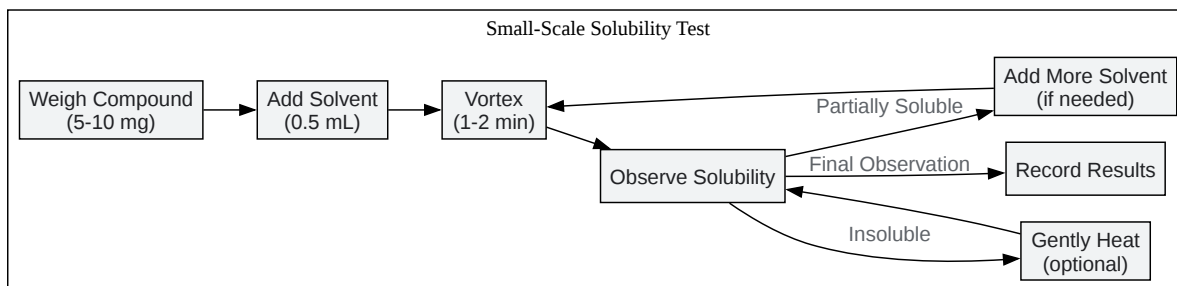 Small-Scale Solubility Test
Weigh Compound
(5-10 mg)
Add Solvent
(0.5 mL)
Vortex
(1-2 min)
Observe Solubility
Partially Soluble
Add More Solvent
(if needed)
Final Observation
Record Results
Insoluble
Gently Heat
(optional)